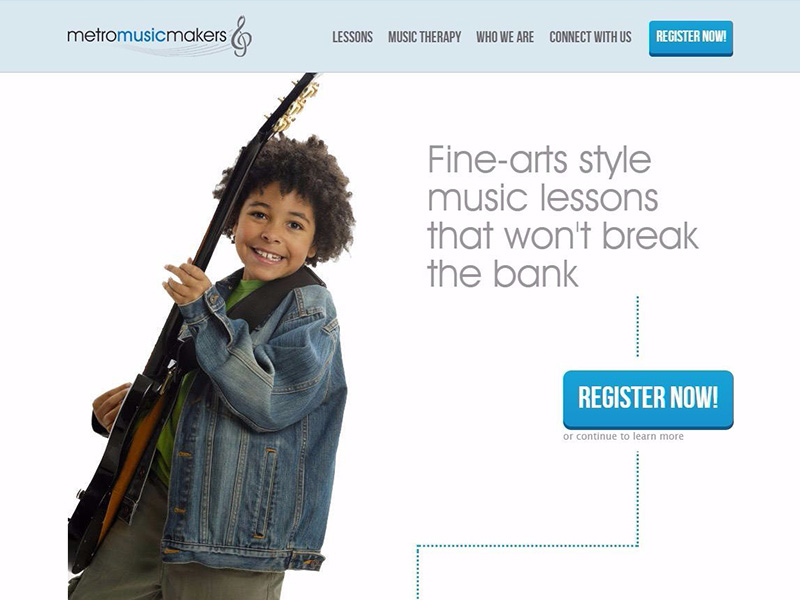 metromusicmakers
LESSONS MUSIC THERAPY WHO WE ARE CONNECT WITH US REGISTER NOW!
Fine-arts style
music lessons
that won't break
the bank
REGISTER NOW!
or continue to learn more